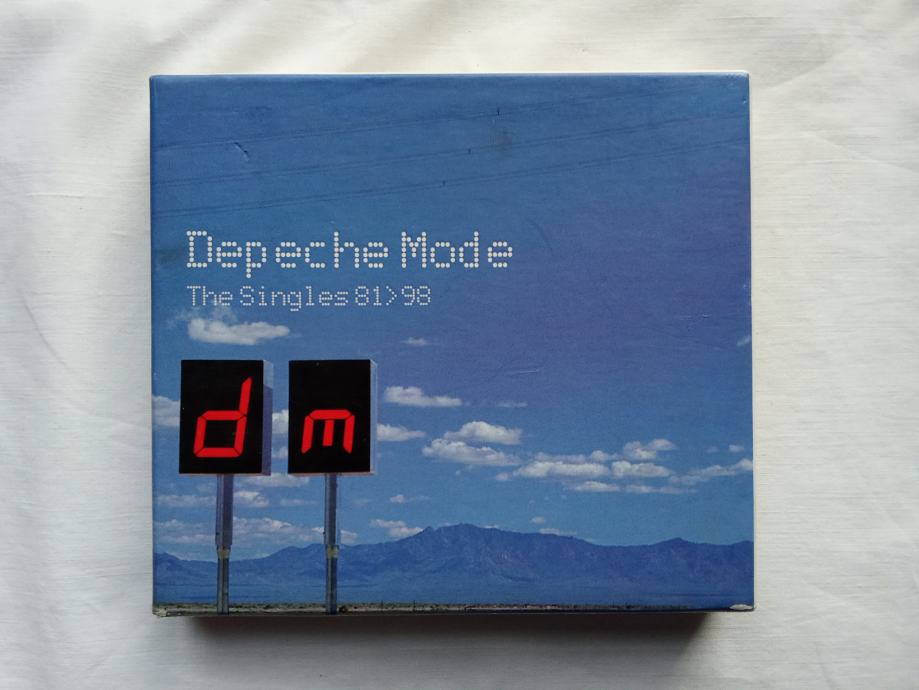 Depeche Mode
The Singles 81>98
dm